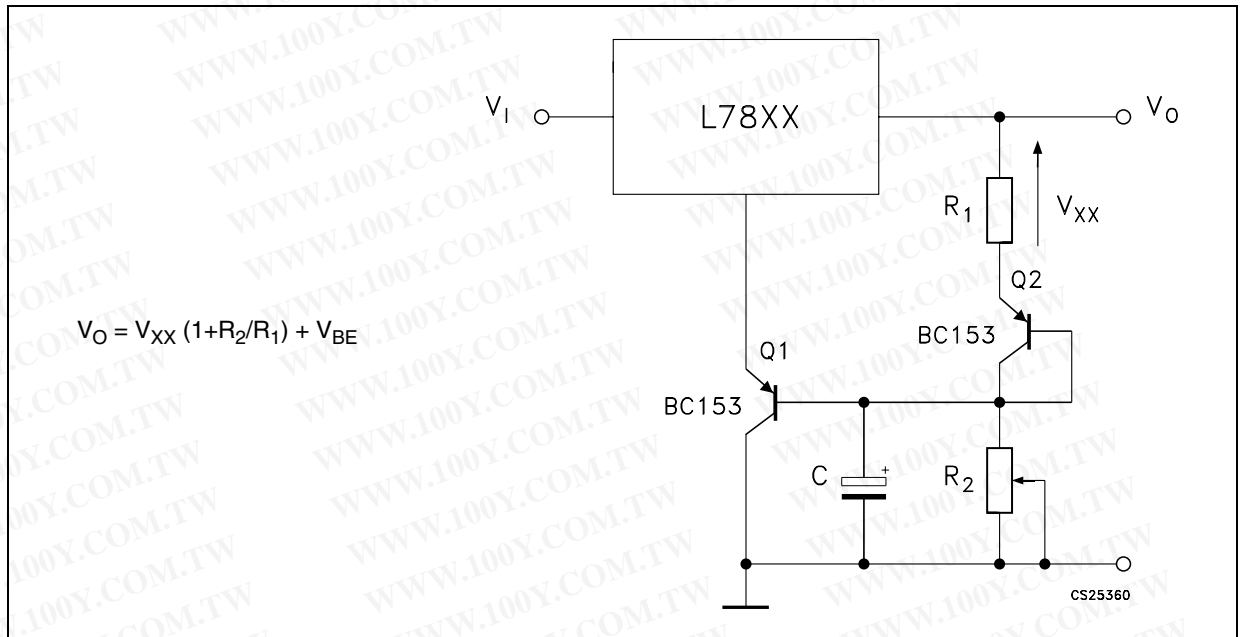 WWW.100Y.COM.TW
L78XX
V_I
V_O
R_1
V_XX
Q2
BC153
V_O = V_XX (1+R_2/R_1) + V_BE
Q1
BC153
C
+
R_2
CS25360